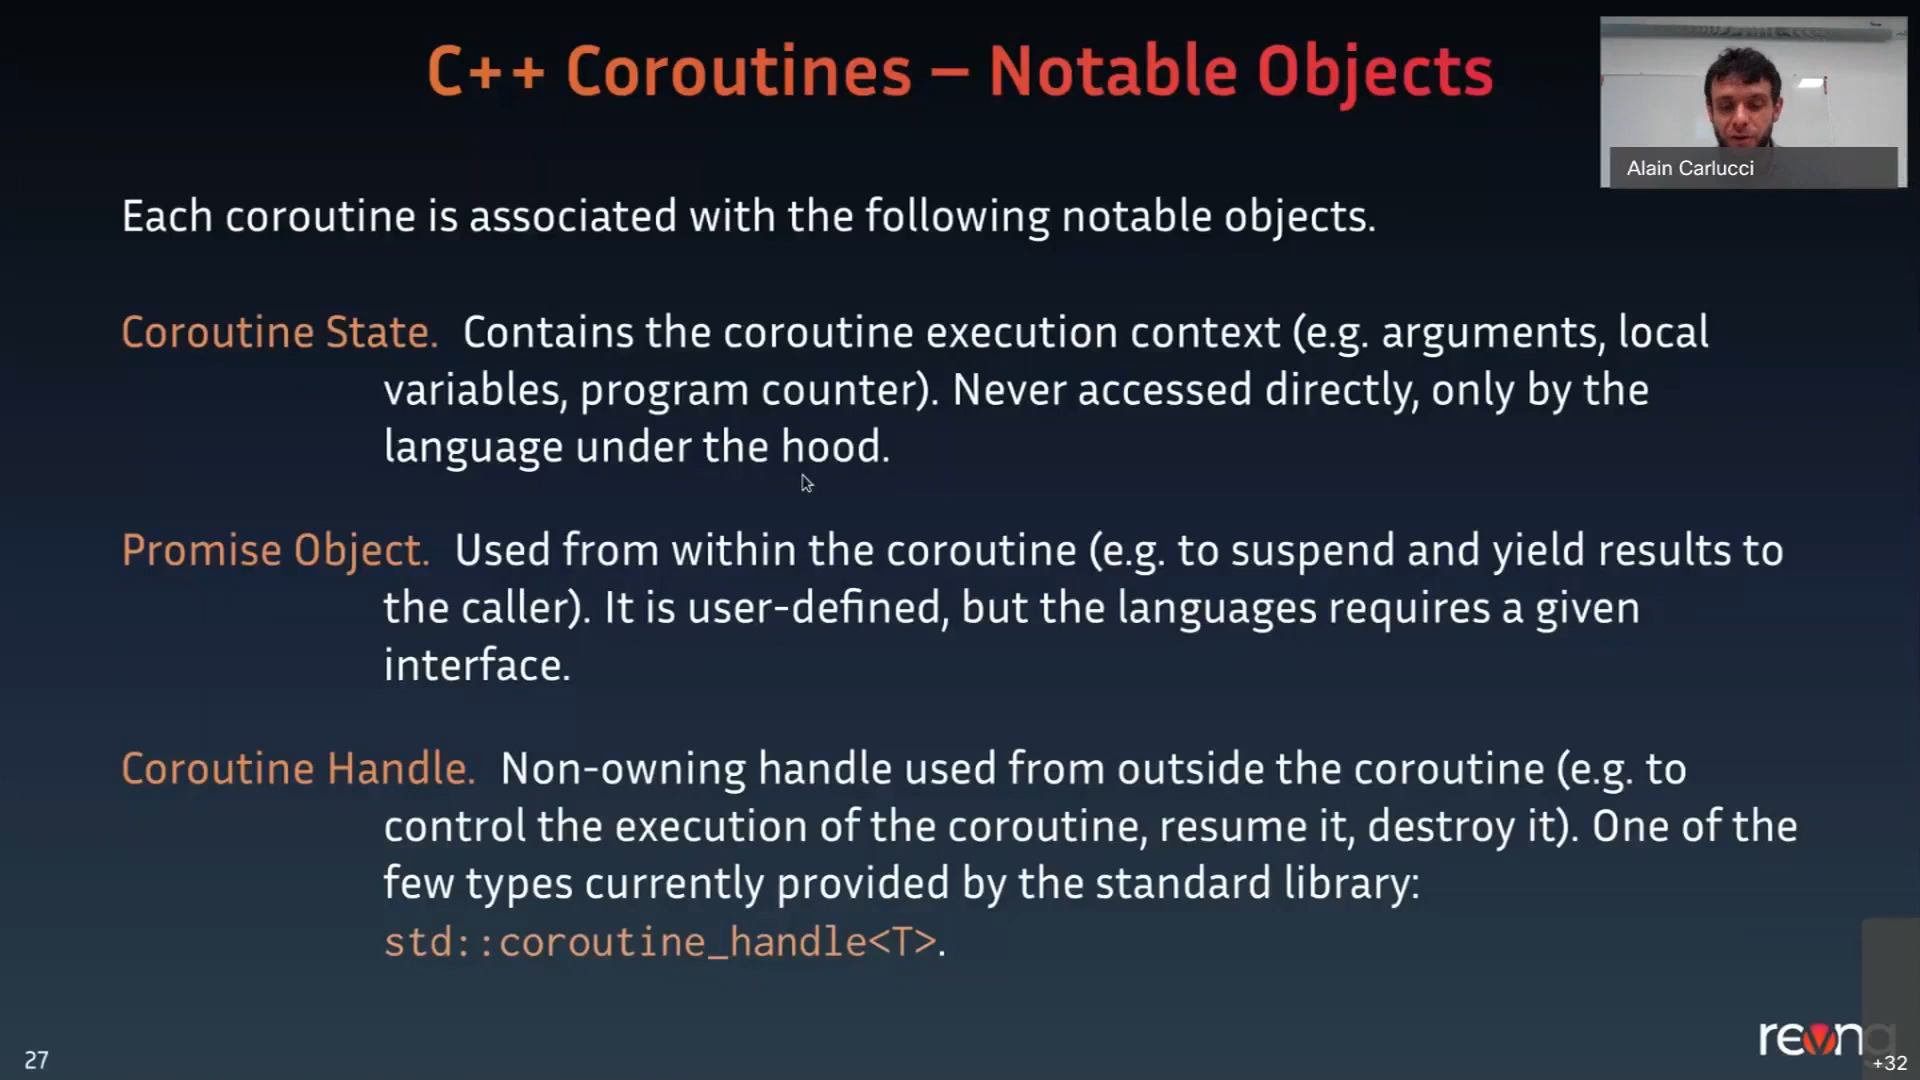 C++ Coroutines – Notable Objects
Alain Carlucci
Each coroutine is associated with the following notable objects.
Coroutine State. Contains the coroutine execution context (e.g. arguments, local
variables, program counter). Never accessed directly, only by the
language under the hood.
Promise Object. Used from within the coroutine (e.g. to suspend and yield results to
the caller). It is user-defined, but the languages requires a given
interface.
Coroutine Handle. Non-owning handle used from outside the coroutine (e.g. to
control the execution of the coroutine, resume it, destroy it). One of the
few types currently provided by the standard library:
std::coroutine_handle<T>.
revng
27
+32